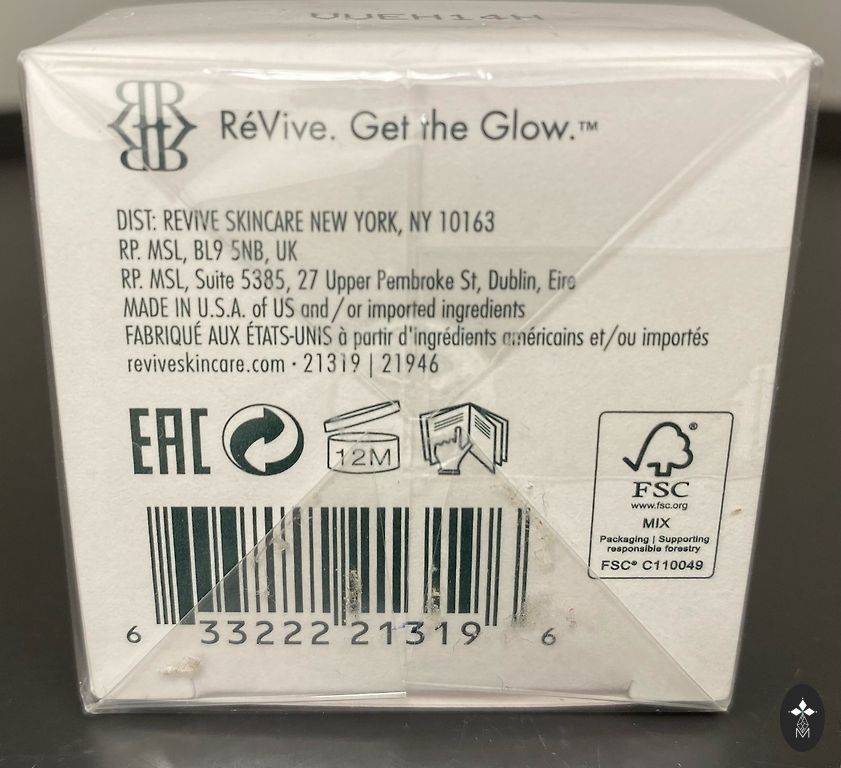 RéVive. Get the Glow.™
DIST: RÉVIVE SKINCARE NEW YORK, NY 10163
RP. MSL, BL9 5NB, UK
RP. MSL, Suite 5385, 27 Upper Pembroke St, Dublin, Eire
MADE IN U.S.A. of US and/or imported ingredients
FABRIQUÉ AUX ÉTATS-UNIS à partir d'ingrédients américains et/ou importés
reviveskincare.com · 21319 | 21946
EAC
12M
FSC
www.fsc.org
MIX
Packaging | Supporting
responsible forestry
FSC® C110049
6 33222 21319 6